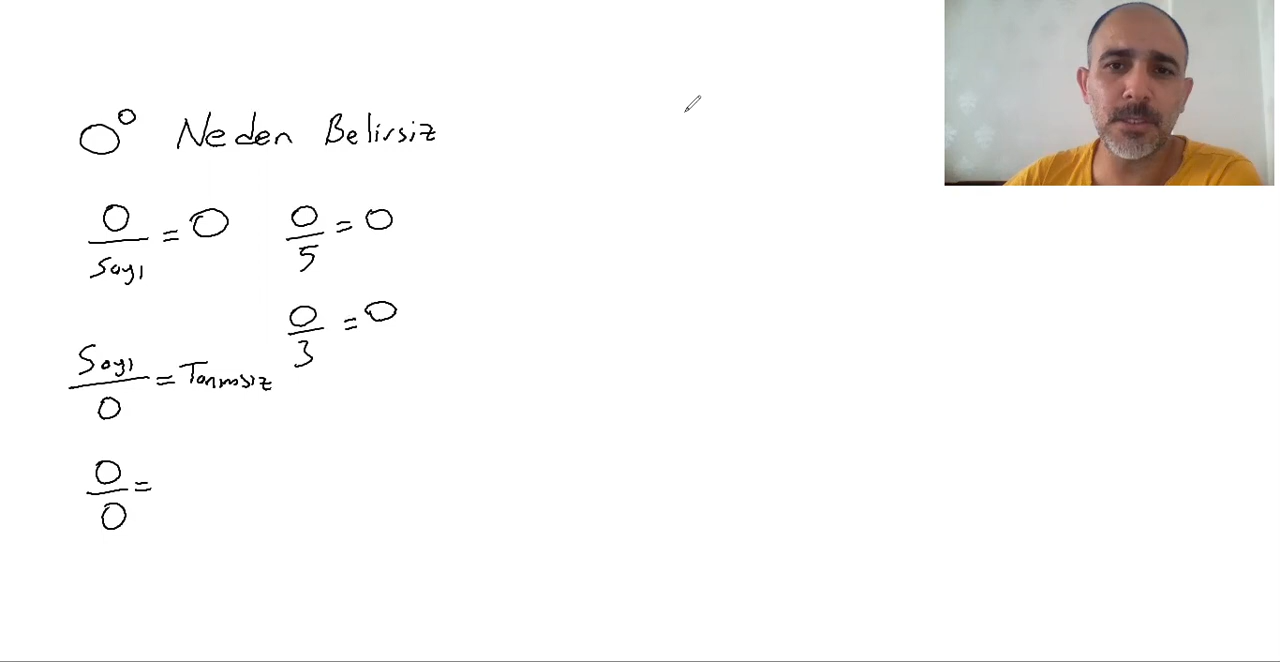 0⁰ Neden Belirsiz
0/Sayı = 0 0/5 = 0
0/3 = 0
Sayı/0 = Tanımsız
0/0 =